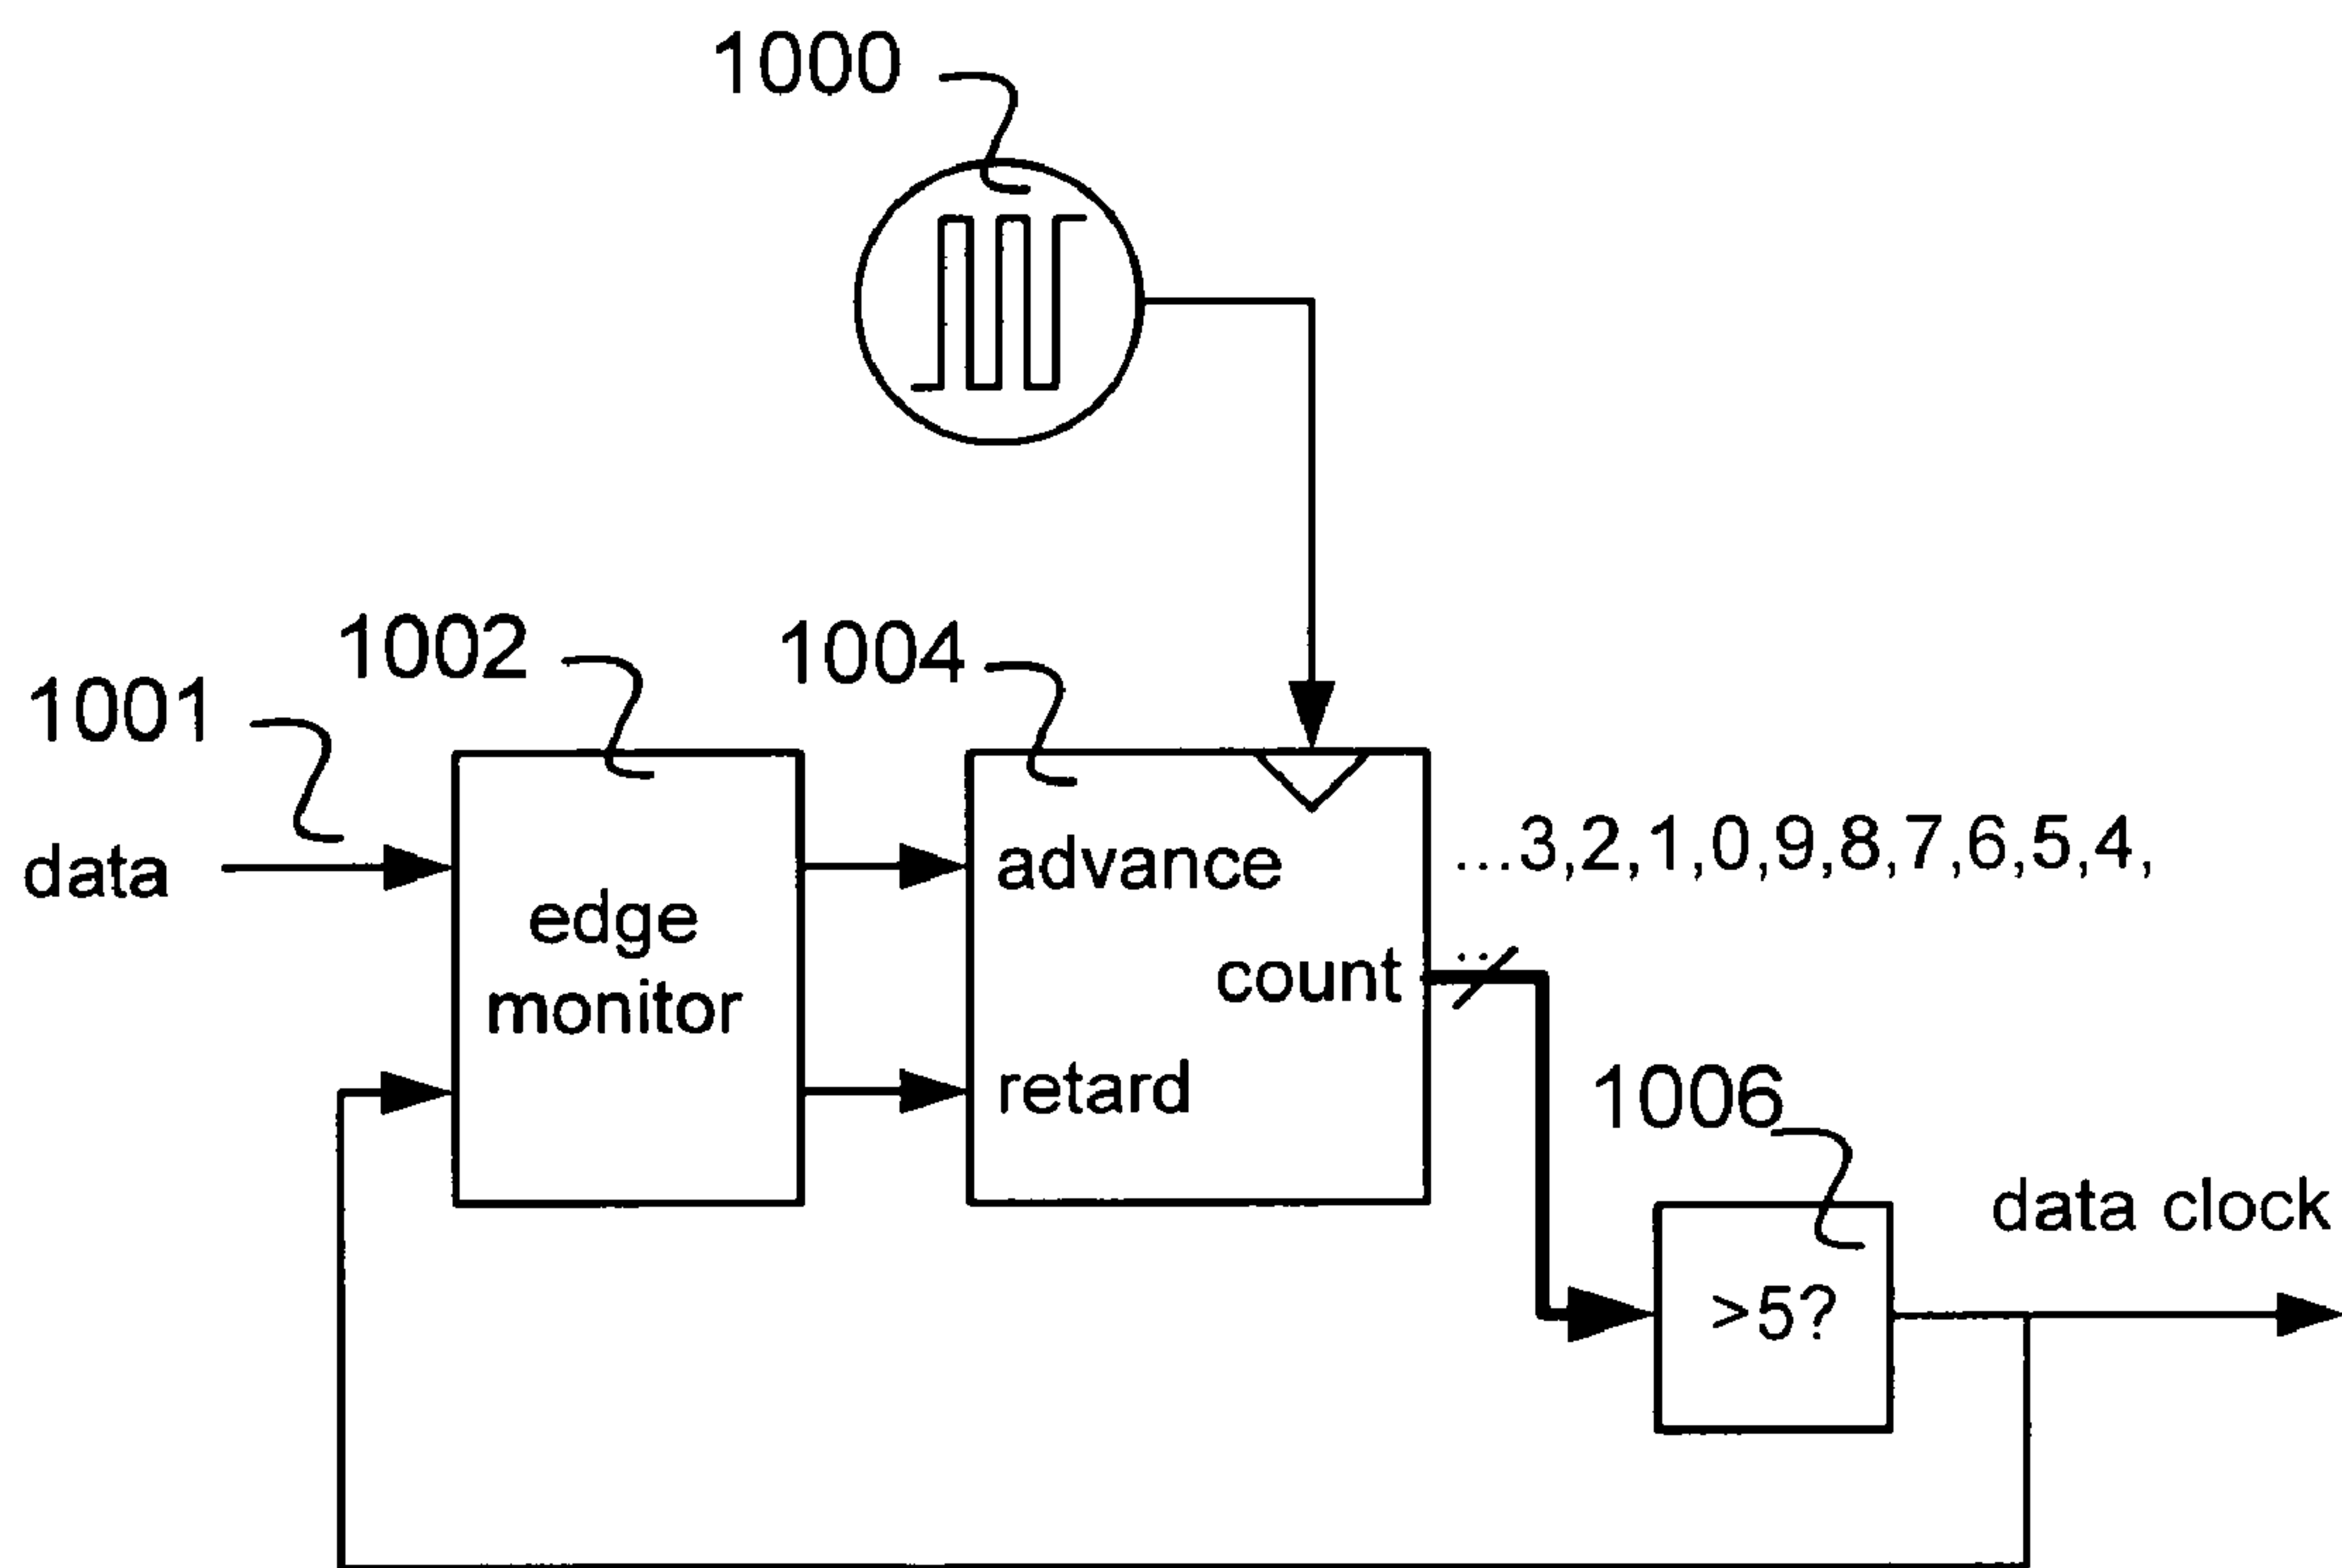 1000
1002
1004
1001
data
edge
monitor
advance
count
retard
...3,2,1,0,9,8,7,6,5,4,
1006
>5?
data clock